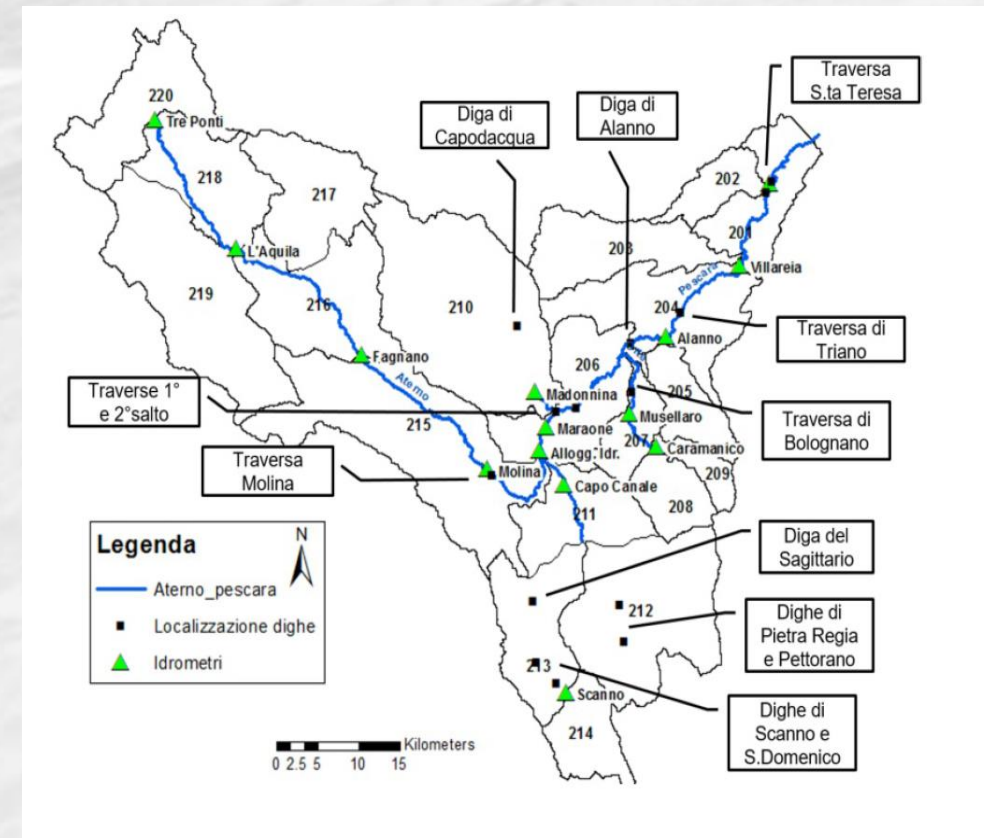 Traversa
S.ta Teresa
Diga di
Capodacqua
Diga di
Alanno
220
Tre Ponti
218
217
202
201
L'Aquila
203
Villareia
219
216
210
Pescara
204
Traversa di
Triano
Alanno
Fagnano
206
205
Traverse 1°
e 2°salto
Aterno
Madonnina
215
Maraone
Musellaro
Traversa di
Bolognano
207
Caramanico
Allogg. Idr.
Traversa
Molina
Molina
209
Capo Canale
208
211
Legenda
N
Aterno_pescara
Localizzazione dighe
Idrometri
Diga del
Sagittario
212
Dighe di
Pietra Regia
e Pettorano
213
Scanno
214
Dighe di
Scanno e
S.Domenico
Kilometers
0 2.5 5 10 15